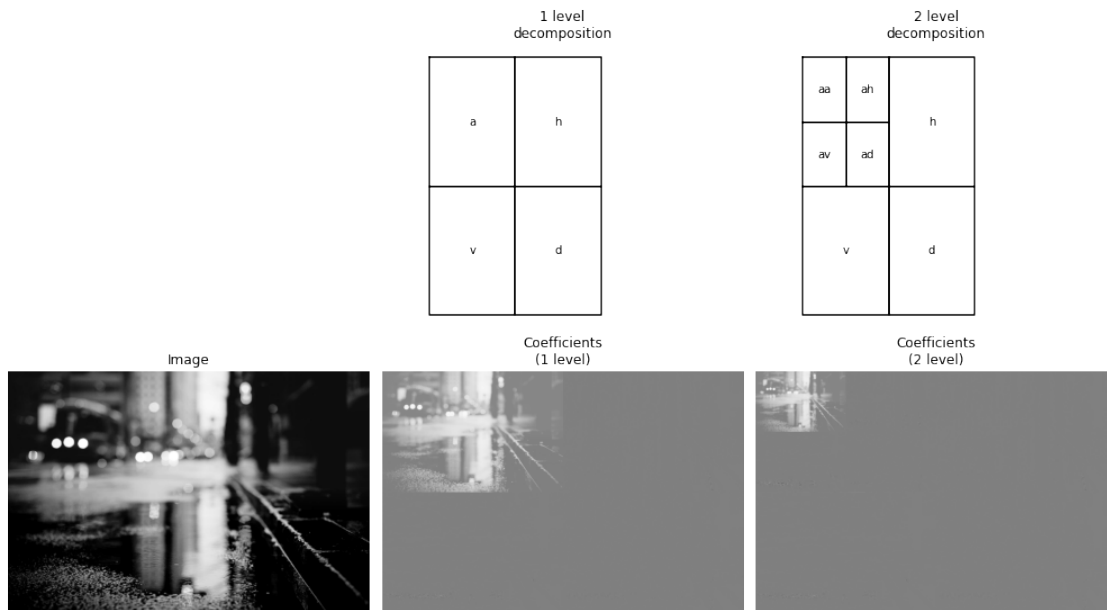 1 level
decomposition
2 level
decomposition
a
h
v
d
aa
ah
h
av
ad
v
d
Image
Coefficients
(1 level)
Coefficients
(2 level)